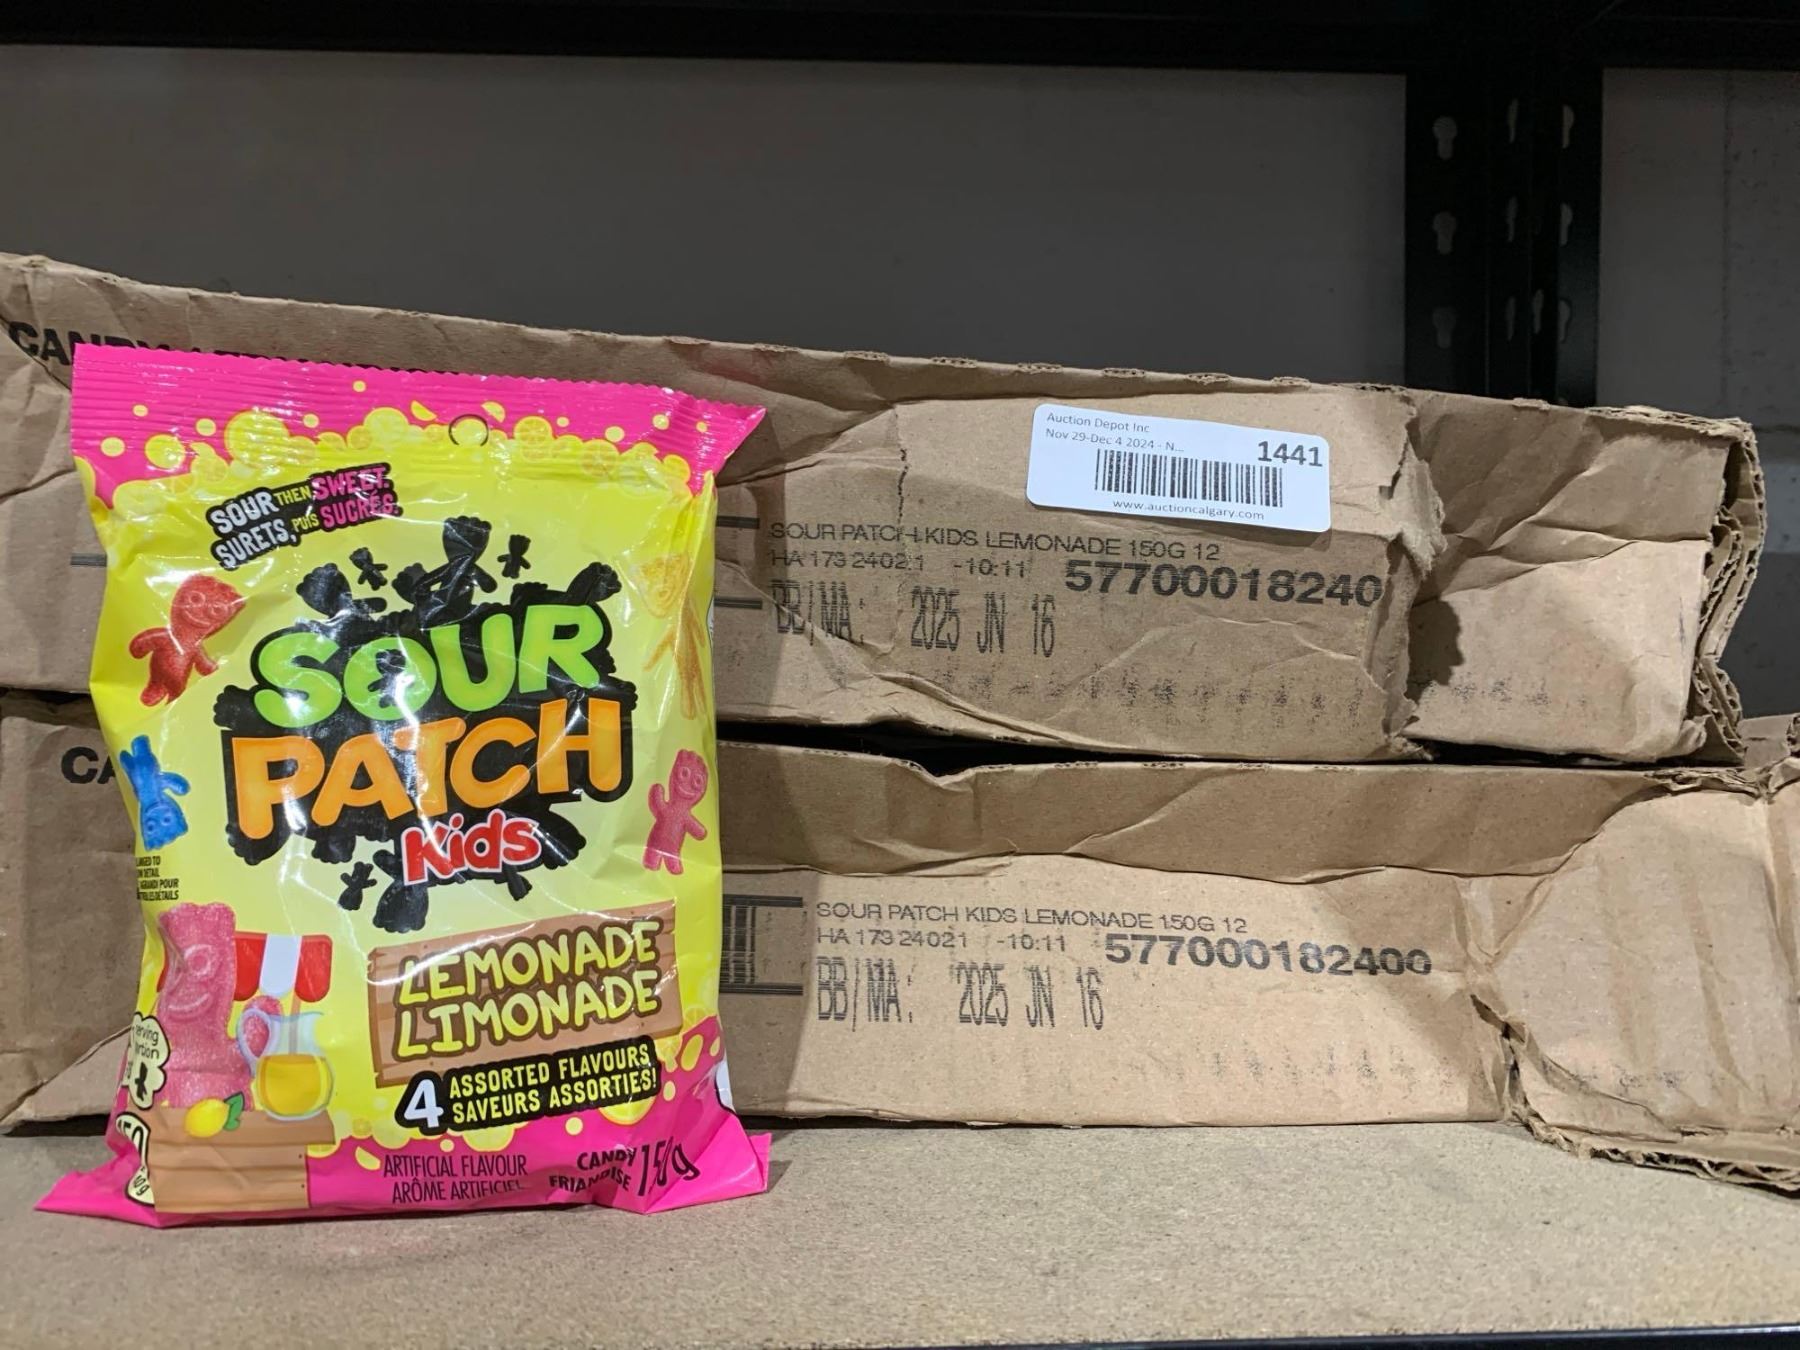 SOUR THEN SWEET.
SURETS, PUIS SUCRÉS.
SOUR
PATCH
Kids
LEMONADE
LIMONADE
4 ASSORTED FLAVOURS
SAVEURS ASSORTIES!
ARTIFICIAL FLAVOUR
ARÔME ARTIFICIEL
CANDY
FRIANDISE
150g
Auction Depot Inc
Nov 29-Dec 4 2024 - N...
1441
www.auctioncalgary.com
SOUR PATCH KIDS LEMONADE 150G 12
HA 173 24021 -10:11 57700018240
BB/MA: 2025 JN 16
SOUR PATCH KIDS LEMONADE 150G 12
HA 173 24021 -10:11 577000182400
BB/MA: 2025 JN 16